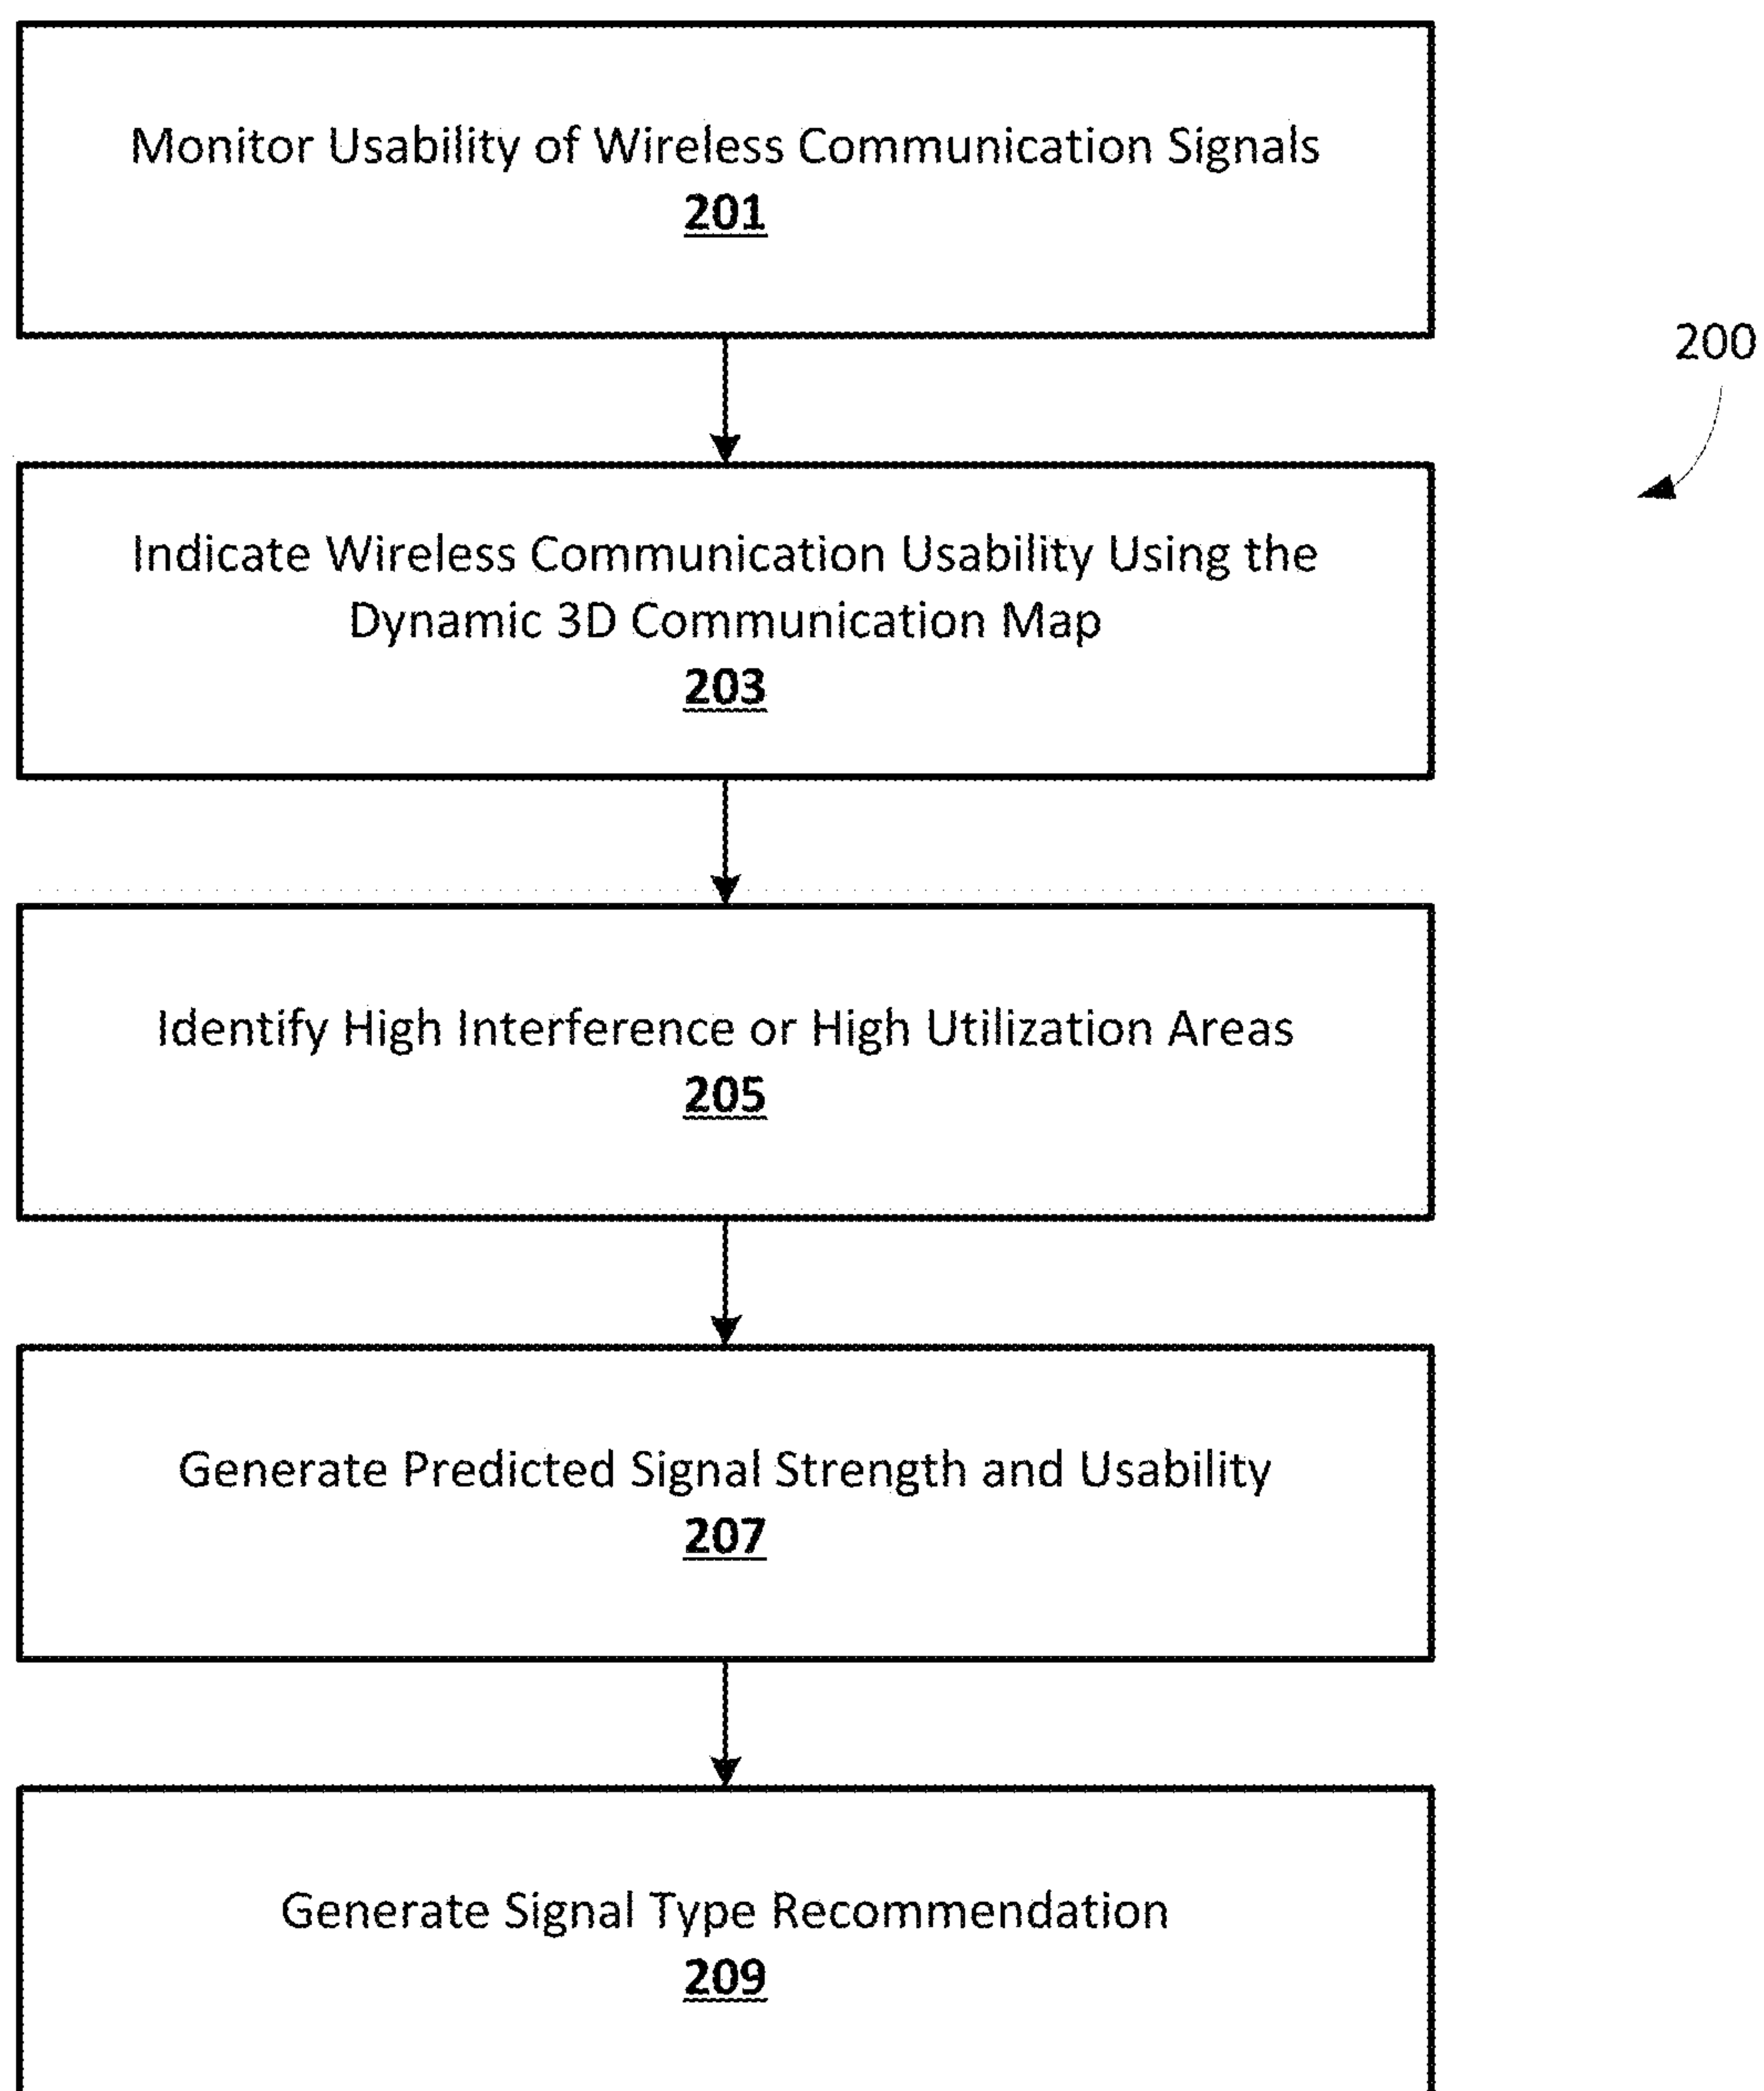 Monitor Usability of Wireless Communication Signals
201
200
Indicate Wireless Communication Usability Using the
Dynamic 3D Communication Map
203
Identify High Interference or High Utilization Areas
205
Generate Predicted Signal Strength and Usability
207
Generate Signal Type Recommendation
209